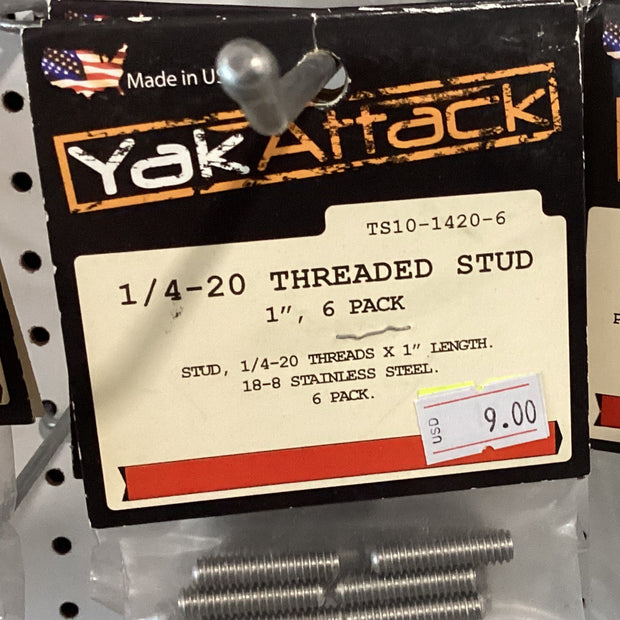 Made in US
YakAttack
TS10-1420-6
1/4-20 THREADED STUD
1", 6 PACK
STUD, 1/4-20 THREADS X 1" LENGTH.
18-8 STAINLESS STEEL.
6 PACK.
USD 9.00